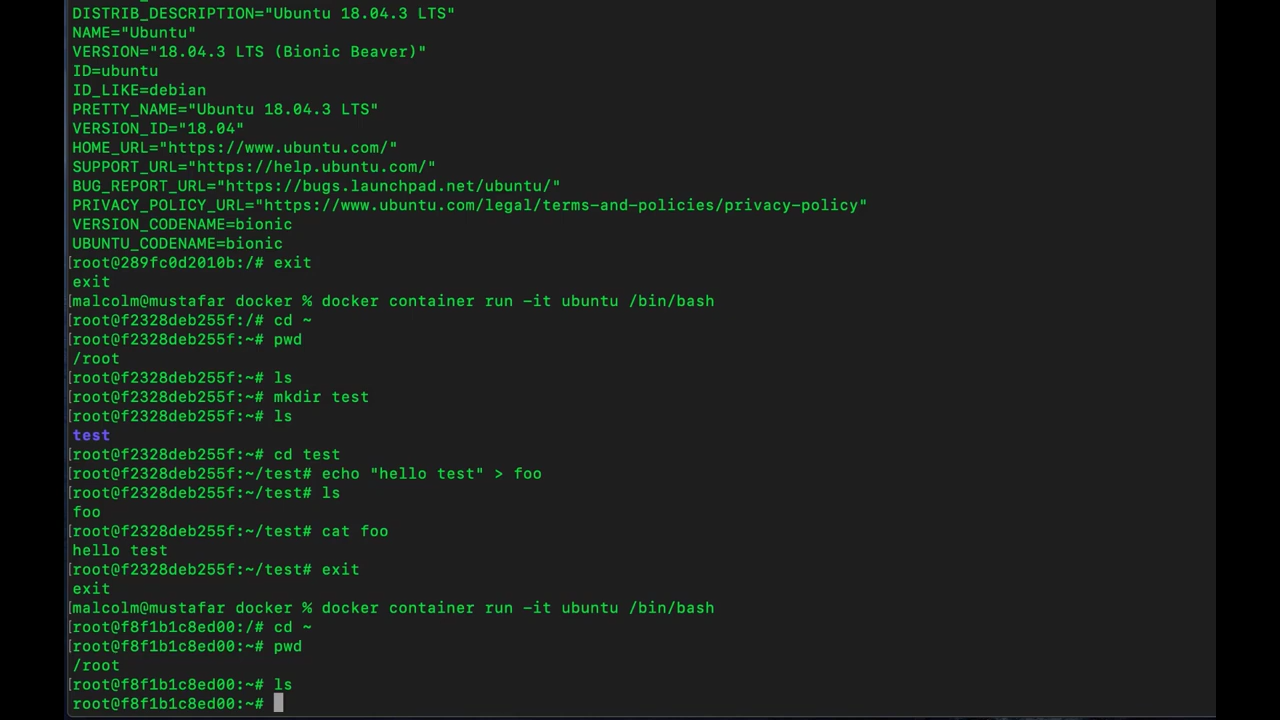 DISTRIB_DESCRIPTION="Ubuntu 18.04.3 LTS"
NAME="Ubuntu"
VERSION="18.04.3 LTS (Bionic Beaver)"
ID=ubuntu
ID_LIKE=debian
PRETTY_NAME="Ubuntu 18.04.3 LTS"
VERSION_ID="18.04"
HOME_URL="https://www.ubuntu.com/"
SUPPORT_URL="https://help.ubuntu.com/"
BUG_REPORT_URL="https://bugs.launchpad.net/ubuntu/"
PRIVACY_POLICY_URL="https://www.ubuntu.com/legal/terms-and-policies/privacy-policy"
VERSION_CODENAME=bionic
UBUNTU_CODENAME=bionic
[root@289fc0d2010b:/# exit
exit
[malcolm@mustafar docker % docker container run -it ubuntu /bin/bash
[root@f2328deb255f:/# cd ~
[root@f2328deb255f:~# pwd
/root
[root@f2328deb255f:~# ls
[root@f2328deb255f:~# mkdir test
[root@f2328deb255f:~# ls
test
[root@f2328deb255f:~# cd test
[root@f2328deb255f:~/test# echo "hello test" > foo
[root@f2328deb255f:~/test# ls
foo
[root@f2328deb255f:~/test# cat foo
hello test
[root@f2328deb255f:~/test# exit
exit
[malcolm@mustafar docker % docker container run -it ubuntu /bin/bash
[root@f8f1b1c8ed00:/# cd ~
[root@f8f1b1c8ed00:~# pwd
/root
[root@f8f1b1c8ed00:~# ls
root@f8f1b1c8ed00:~#